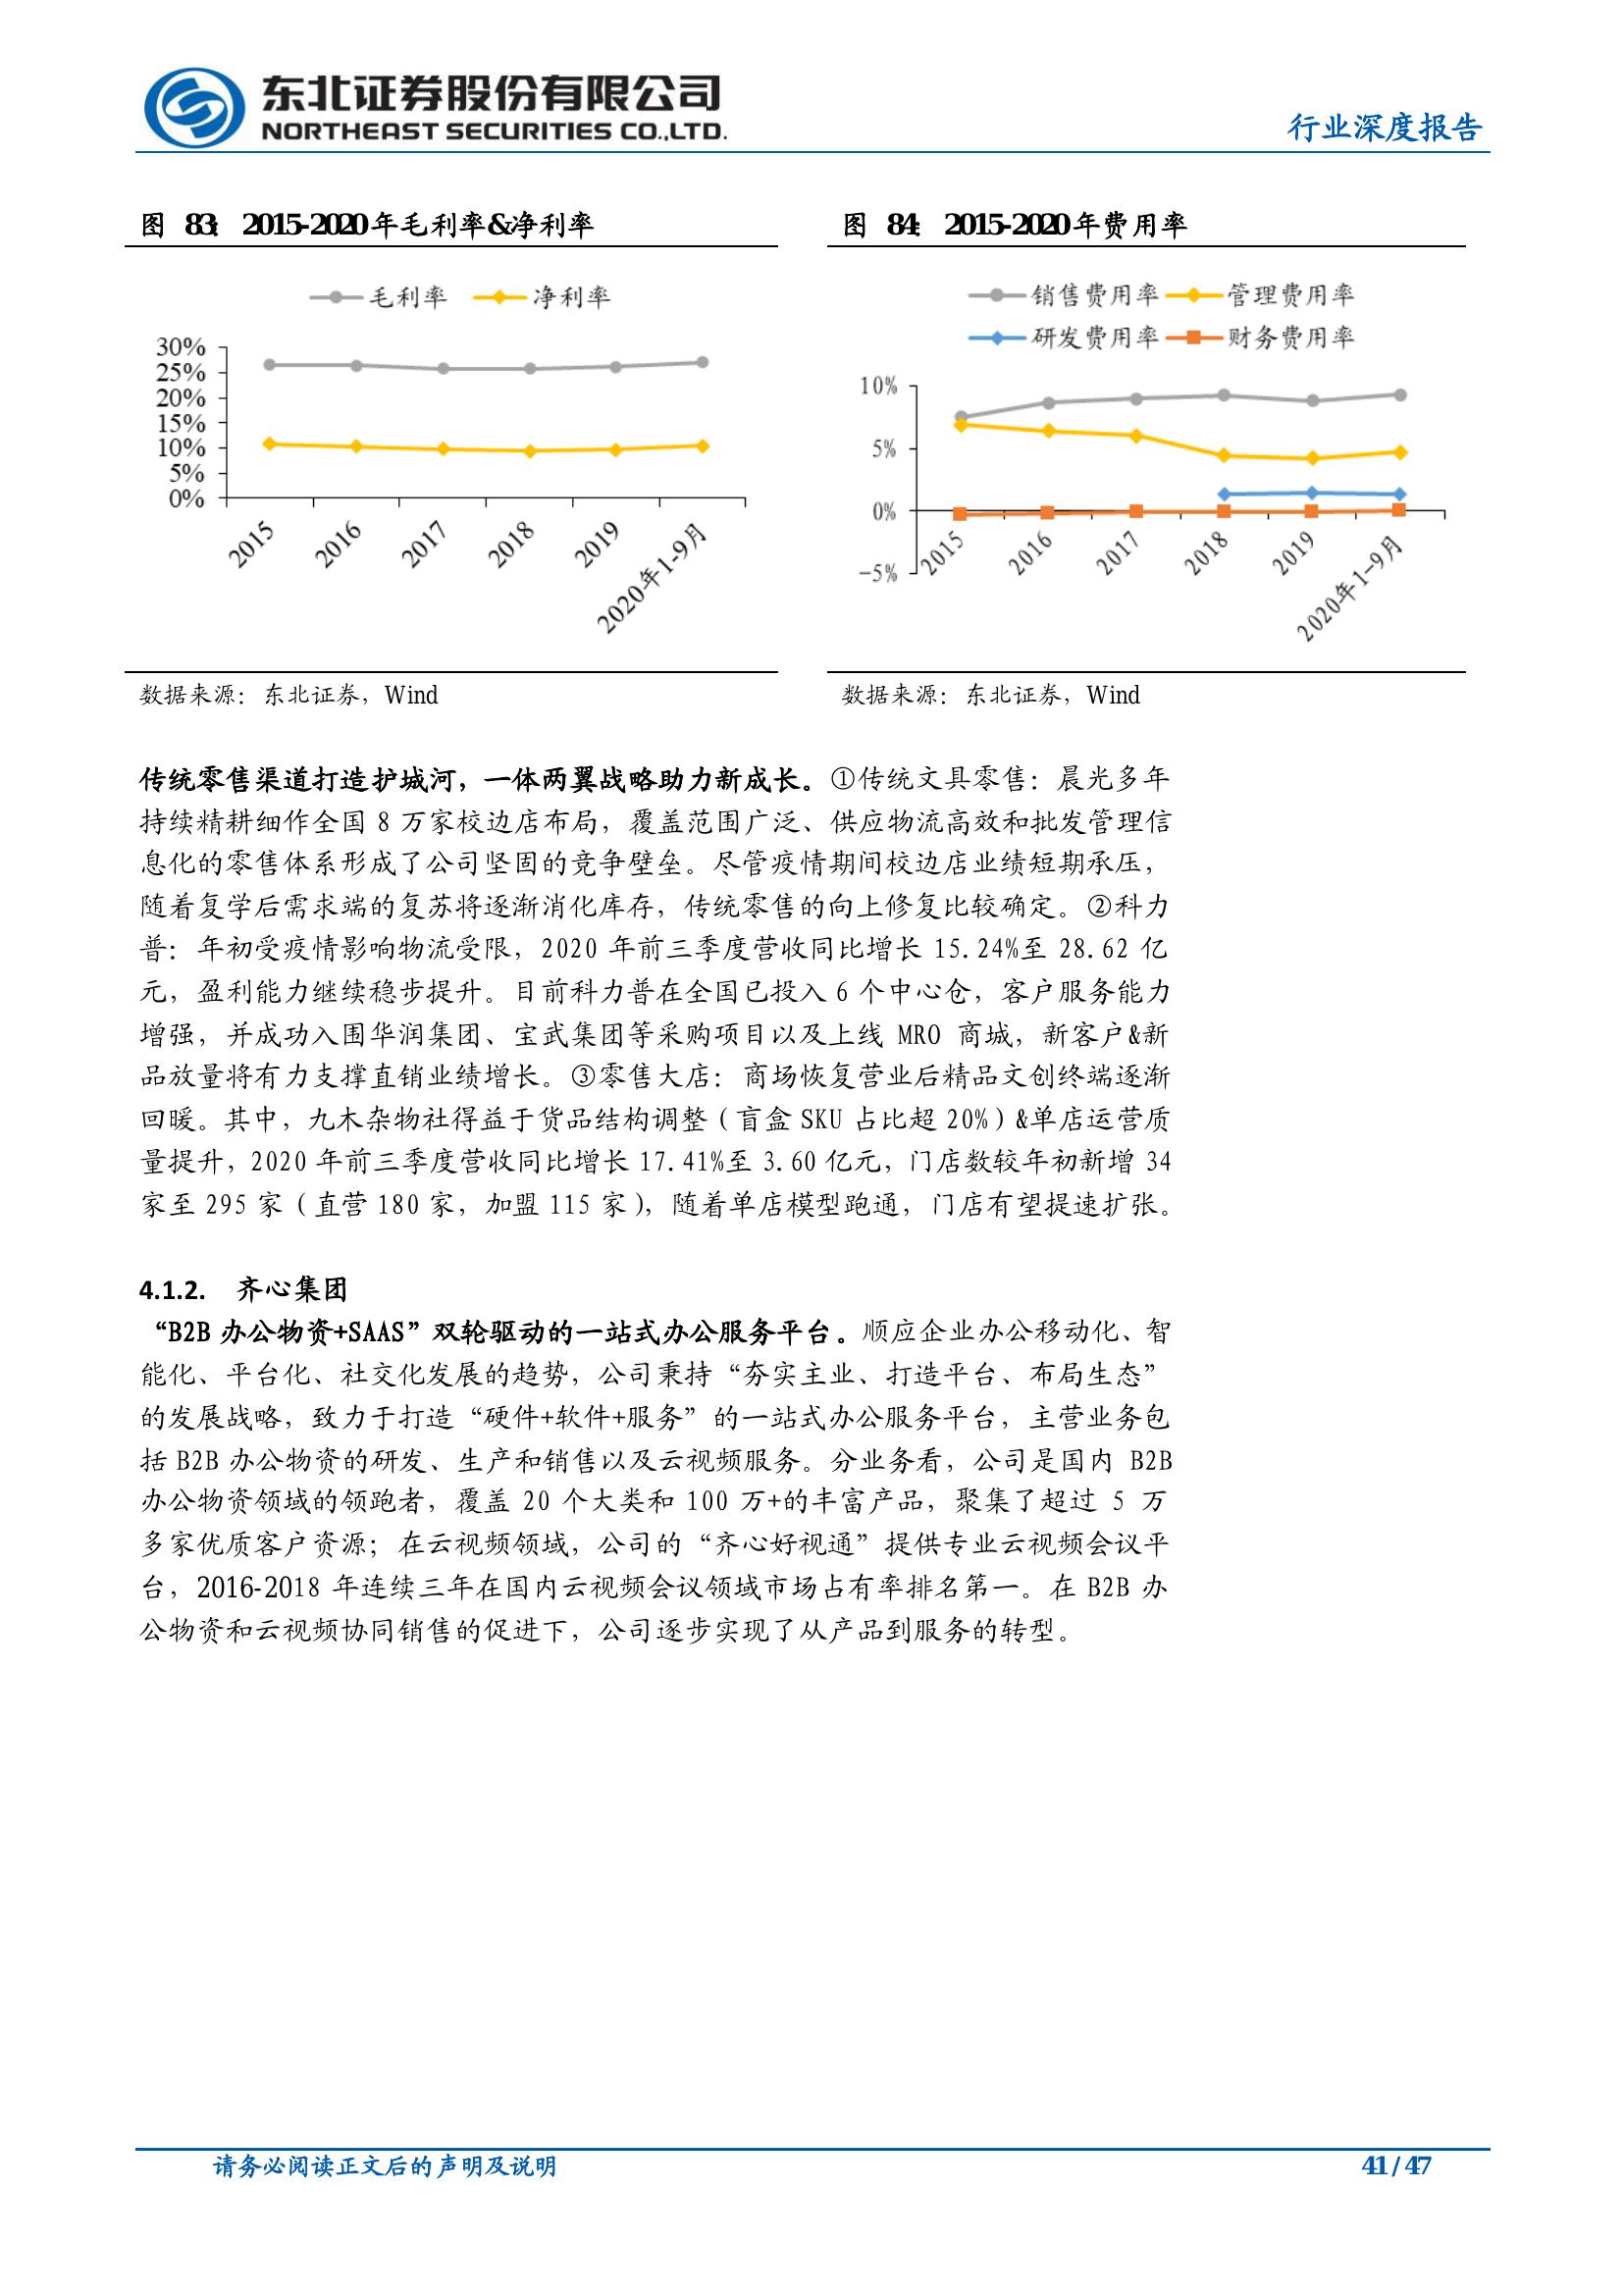 东北证券股份有限公司
NORTHEAST SECURITIES CO.,LTD.
行业深度报告
图 83: 2015-2020年毛利率&净利率
毛利率 净利率
30%
25%
20%
15%
10%
5%
0%
2015 2016 2017 2018 2019 2020年1-9月
数据来源：东北证券，Wind
图 84: 2015-2020年费用率
销售费用率 管理费用率
研发费用率 财务费用率
10%
5%
0%
-5%
2015 2016 2017 2018 2019 2020年1-9月
数据来源：东北证券，Wind
传统零售渠道打造护城河，一体两翼战略助力新成长。①传统文具零售：晨光多年
持续精耕细作全国 8 万家校边店布局，覆盖范围广泛、供应物流高效和批发管理信
息化的零售体系形成了公司坚固的竞争壁垒。尽管疫情期间校边店业绩短期承压，
随着复学后需求端的复苏将逐渐消化库存，传统零售的向上修复比较确定。②科力
普：年初受疫情影响物流受限，2020 年前三季度营收同比增长 15.24%至 28.62 亿
元，盈利能力继续稳步提升。目前科力普在全国已投入 6 个中心仓，客户服务能力
增强，并成功入围华润集团、宝武集团等采购项目以及上线 MRO 商城，新客户&新
品放量将有力支撑直销业绩增长。③零售大店：商场恢复营业后精品文创终端逐渐
回暖。其中，九木杂物社得益于货品结构调整（盲盒 SKU 占比超 20%）&单店运营质
量提升，2020 年前三季度营收同比增长 17.41%至 3.60 亿元，门店数较年初新增 34
家至 295 家（直营 180 家，加盟 115 家），随着单店模型跑通，门店有望提速扩张。
4.1.2. 齐心集团
“B2B 办公物资+SAAS”双轮驱动的一站式办公服务平台。顺应企业办公移动化、智
能化、平台化、社交化发展的趋势，公司秉持“夯实主业、打造平台、布局生态”
的发展战略，致力于打造“硬件+软件+服务”的一站式办公服务平台，主营业务包
括 B2B 办公物资的研发、生产和销售以及云视频服务。分业务看，公司是国内 B2B
办公物资领域的领跑者，覆盖 20 个大类和 100 万+的丰富产品，聚集了超过 5 万
多家优质客户资源；在云视频领域，公司的“齐心好视通”提供专业云视频会议平
台，2016-2018 年连续三年在国内云视频会议领域市场占有率排名第一。在 B2B 办
公物资和云视频协同销售的促进下，公司逐步实现了从产品到服务的转型。
请务必阅读正文后的声明及说明
41 / 47